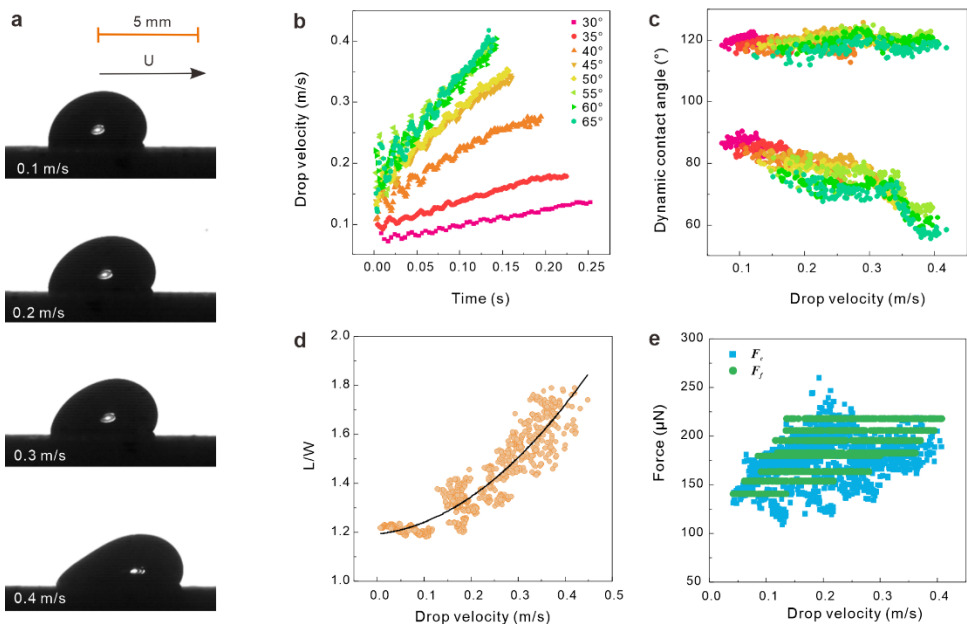 a
5 mm
U
0.1 m/s
0.2 m/s
0.3 m/s
0.4 m/s
b
Drop velocity (m/s)
0.4
0.3
0.2
0.1
0.00 0.05 0.10 0.15 0.20 0.25
Time (s)
30°
35°
40°
45°
50°
55°
60°
65°
c
Dynamic contact angle (°)
120
100
80
60
0.1 0.2 0.3 0.4
Drop velocity (m/s)
d
L/W
2.0
1.8
1.6
1.4
1.2
1.0
0.0 0.1 0.2 0.3 0.4 0.5
Drop velocity (m/s)
e
Force (μN)
300
250
200
150
100
50
0.0 0.1 0.2 0.3 0.4
Drop velocity (m/s)
F_f